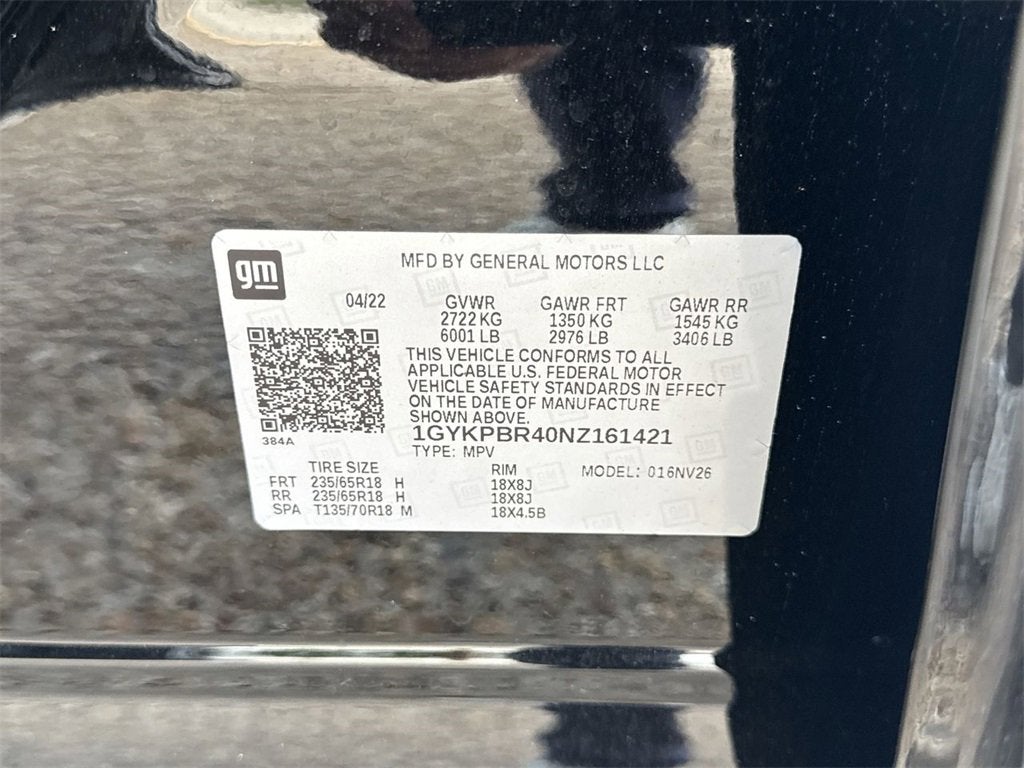 gm
MFD BY GENERAL MOTORS LLC
04/22 GVWR GAWR FRT GAWR RR
2722 KG 1350 KG 1545 KG
6001 LB 2976 LB 3406 LB
THIS VEHICLE CONFORMS TO ALL
APPLICABLE U.S. FEDERAL MOTOR
VEHICLE SAFETY STANDARDS IN EFFECT
ON THE DATE OF MANUFACTURE
SHOWN ABOVE.
1GYKPBR40NZ161421
384A
TYPE: MPV
TIRE SIZE RIM MODEL: 016NV26
FRT 235/65R18 H 18X8J
RR 235/65R18 H 18X8J
SPA T135/70R18 M 18X4.5B